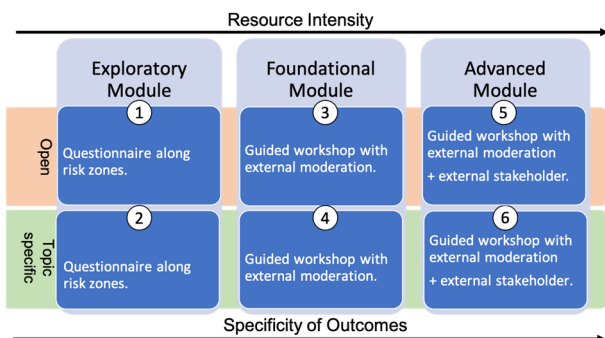 Resource Intensity
Exploratory
Module
Foundational
Module
Advanced
Module
Open
1
Questionnaire along
risk zones.
3
Guided workshop with
external moderation.
5
Guided workshop with
external moderation
+ external stakeholder.
Topic
specific
2
Questionnaire along
risk zones.
4
Guided workshop with
external moderation.
6
Guided workshop with
external moderation
+ external stakeholder.
Specificity of Outcomes